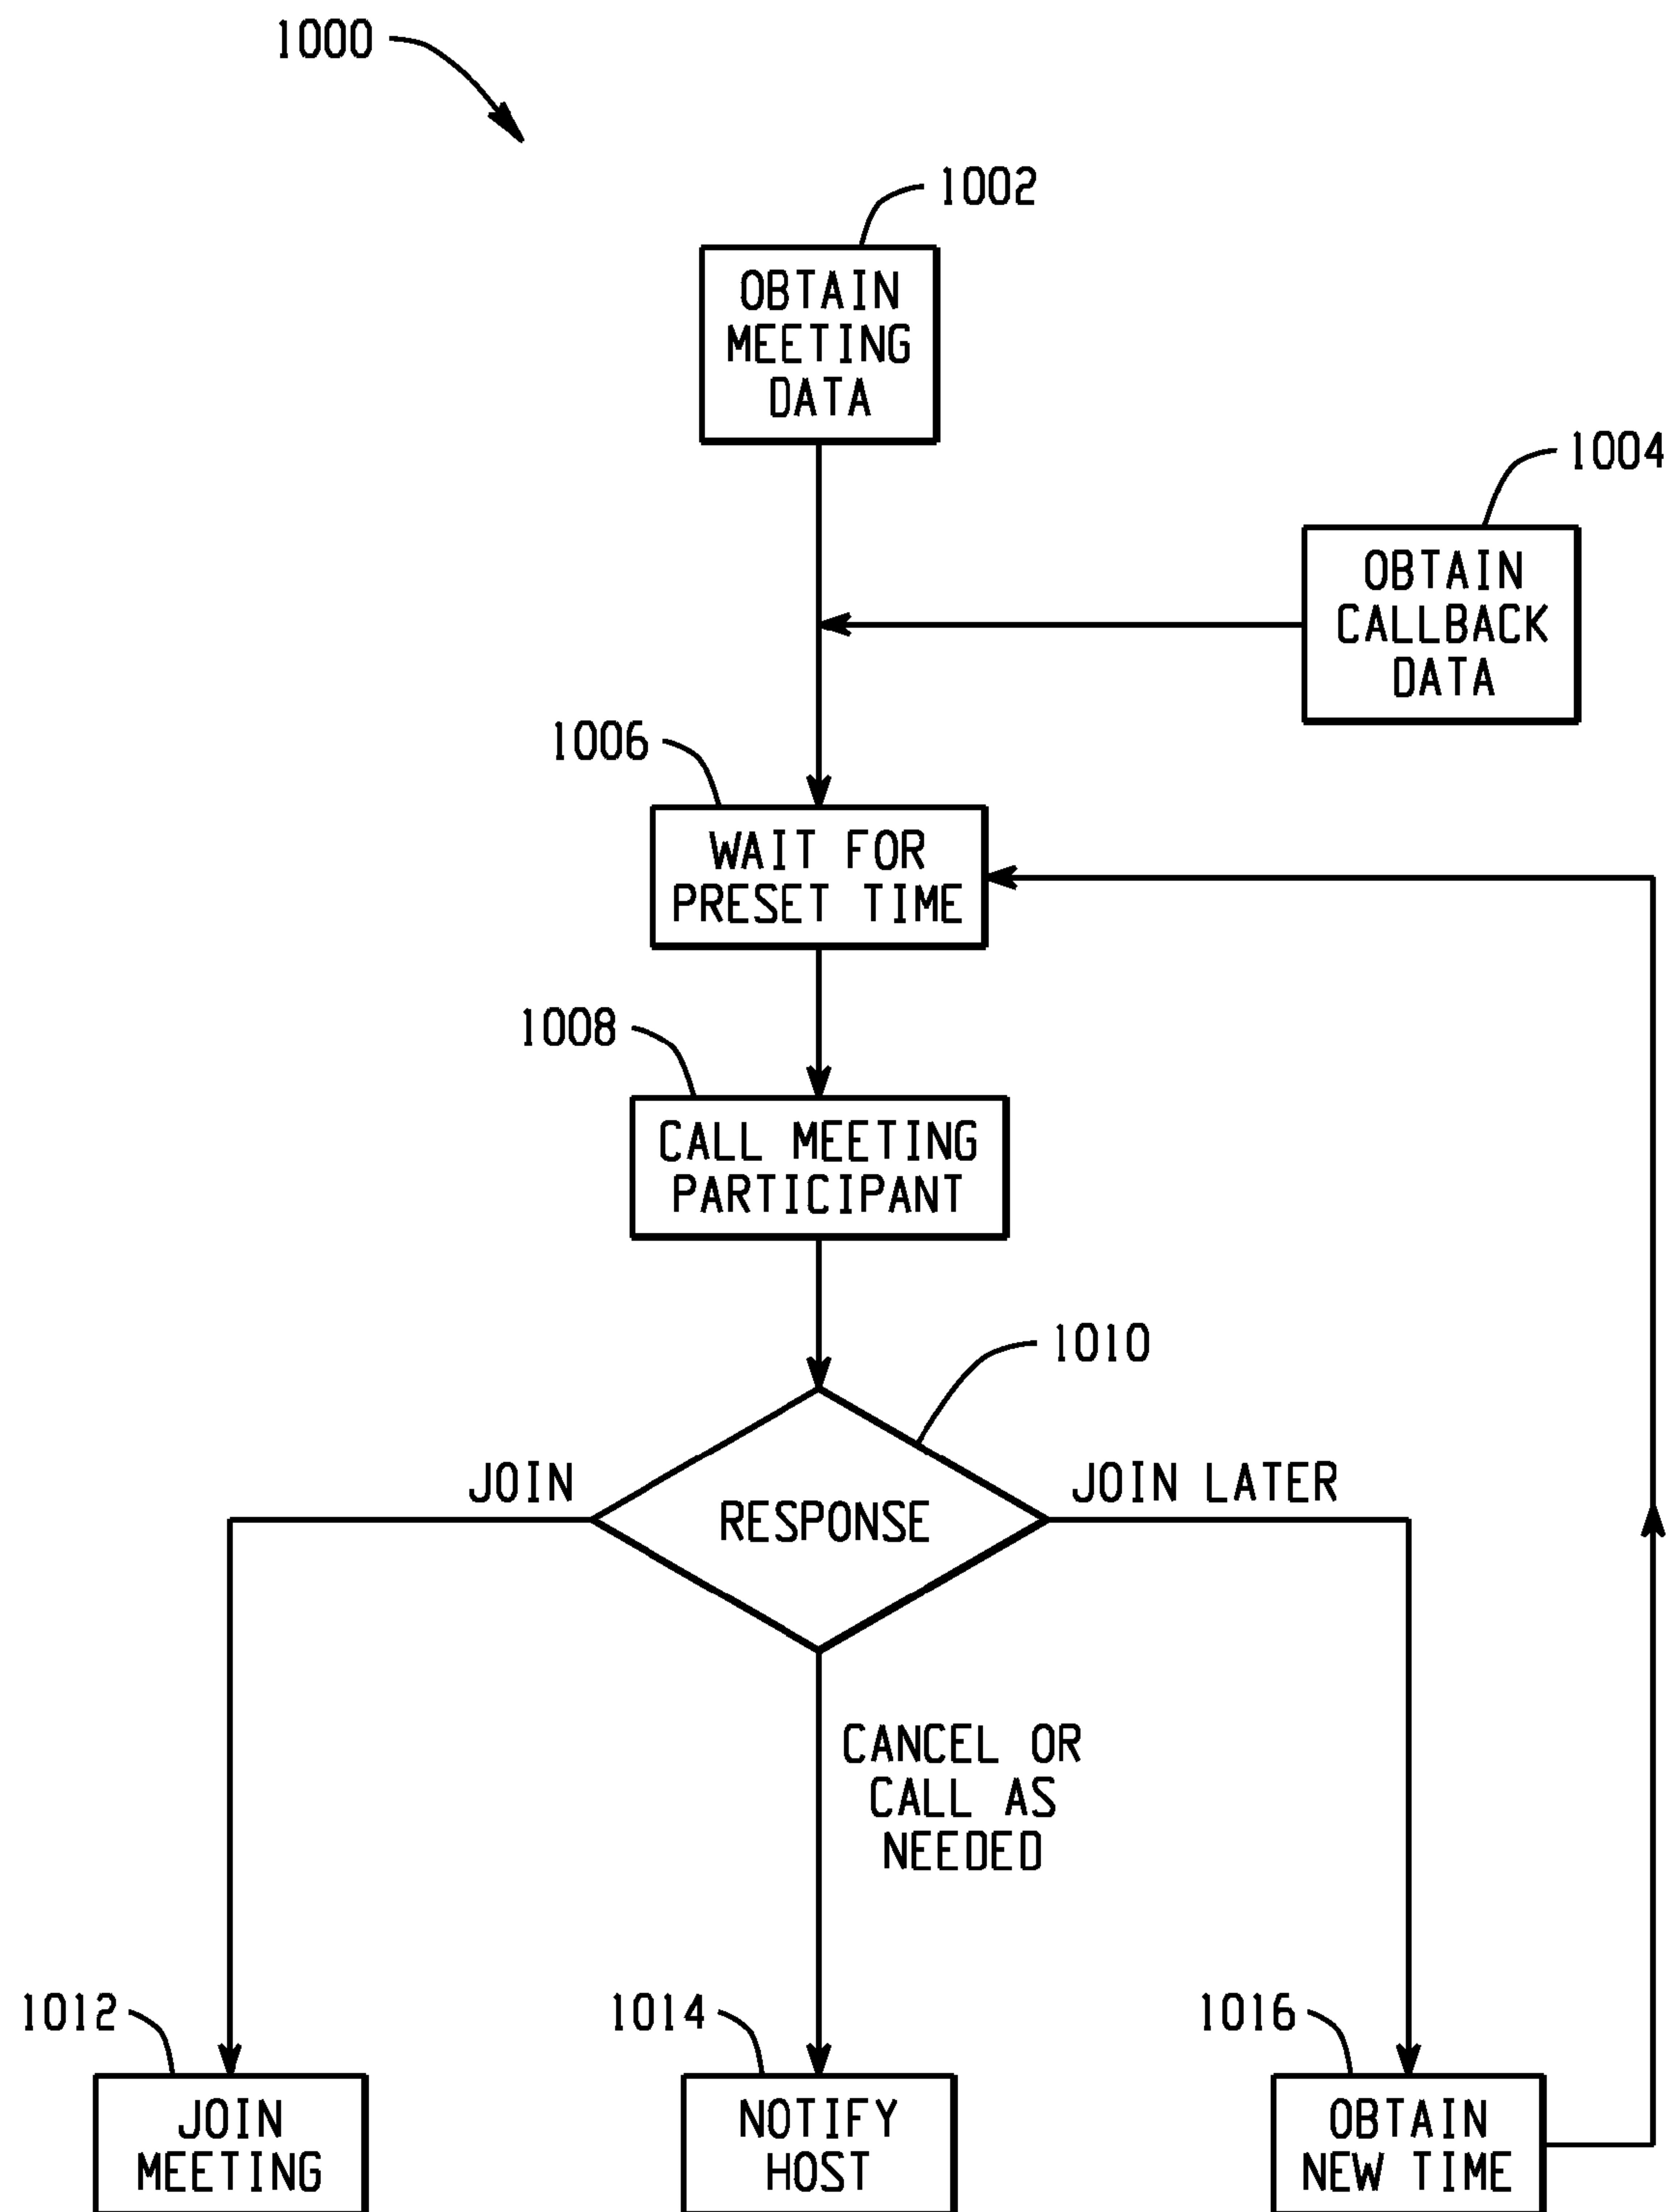 1000
1002
OBTAIN
MEETING
DATA
1004
OBTAIN
CALLBACK
DATA
1006
WAIT FOR
PRESET TIME
1008
CALL MEETING
PARTICIPANT
1010
JOIN
RESPONSE
JOIN LATER
CANCEL OR
CALL AS
NEEDED
1012
JOIN
MEETING
1014
NOTIFY
HOST
1016
OBTAIN
NEW TIME